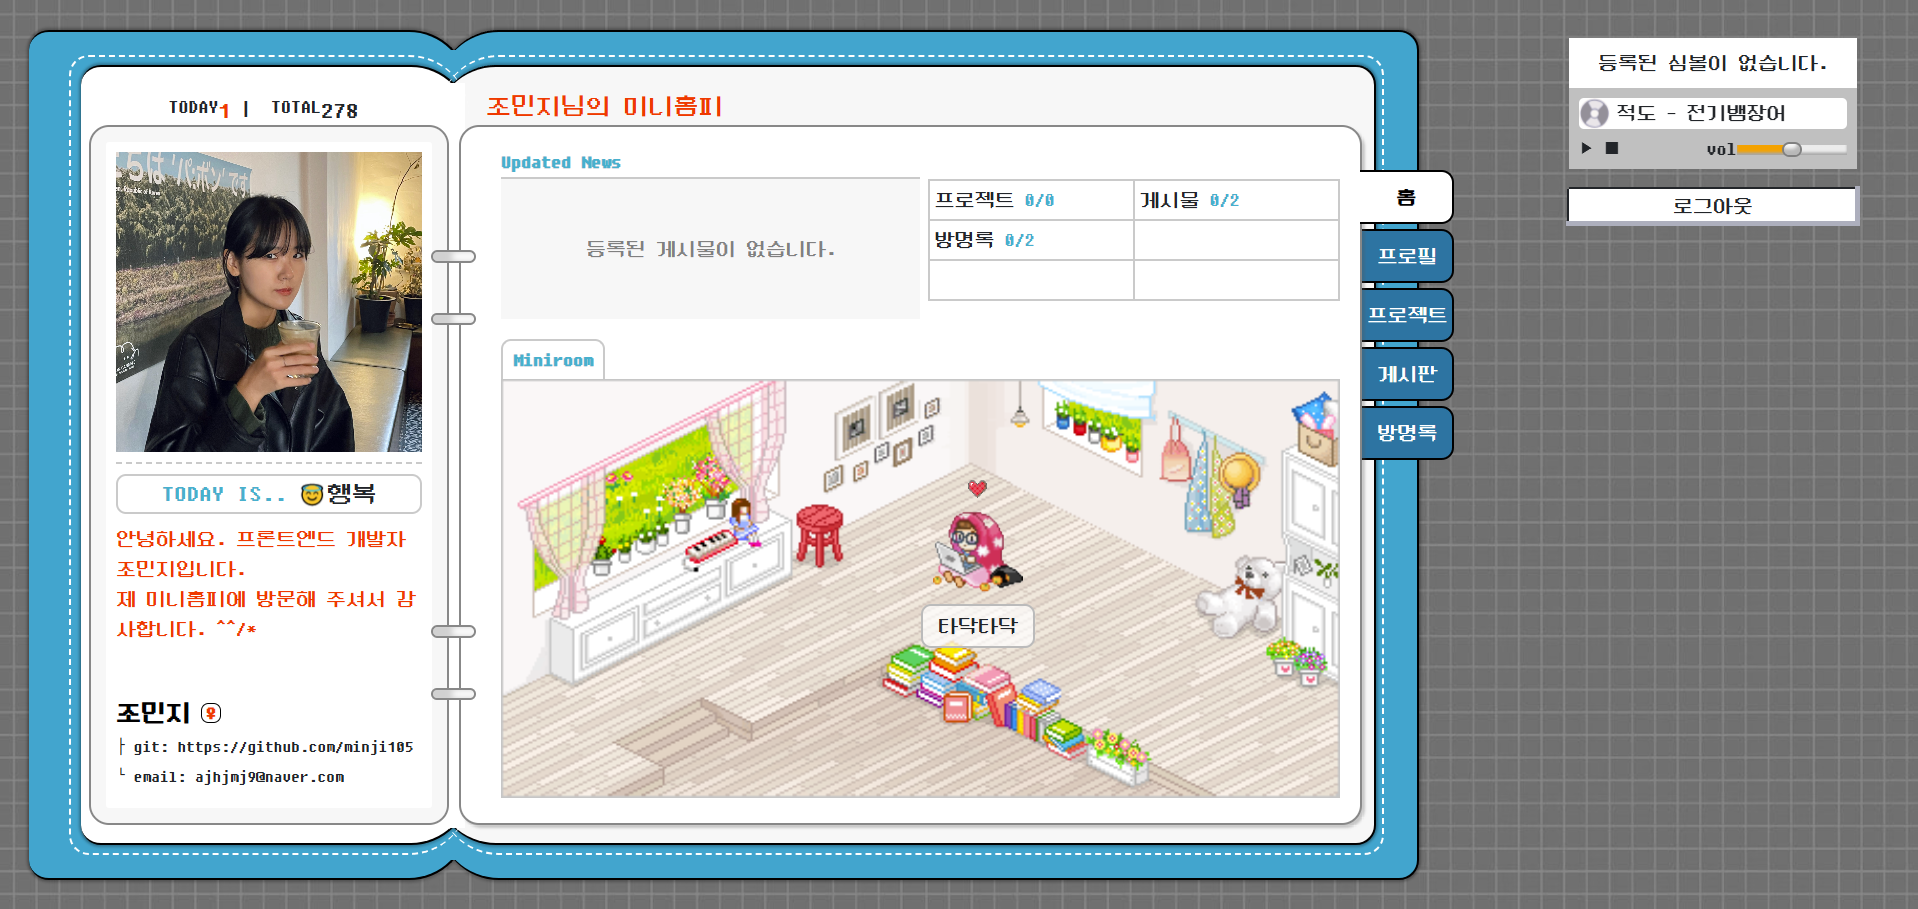 TODAY 1 | TOTAL 278
조민지님의 미니홈피
TODAY IS.. 😇행복
안녕하세요. 프론트엔드 개발자
조민지입니다.
제 미니홈피에 방문해 주셔서 감
사합니다. ^^/*
조민지
├ git: https://github.com/minji105
└ email: ajhjmj9@naver.com
Updated News
등록된 게시물이 없습니다.
프로젝트 0/0
게시물 0/2
방명록 0/2
Miniroom
타닥타닥
홈
프로필
프로젝트
게시판
방명록
등록된 심볼이 없습니다.
적도 - 전기뱀장어
vol
로그아웃